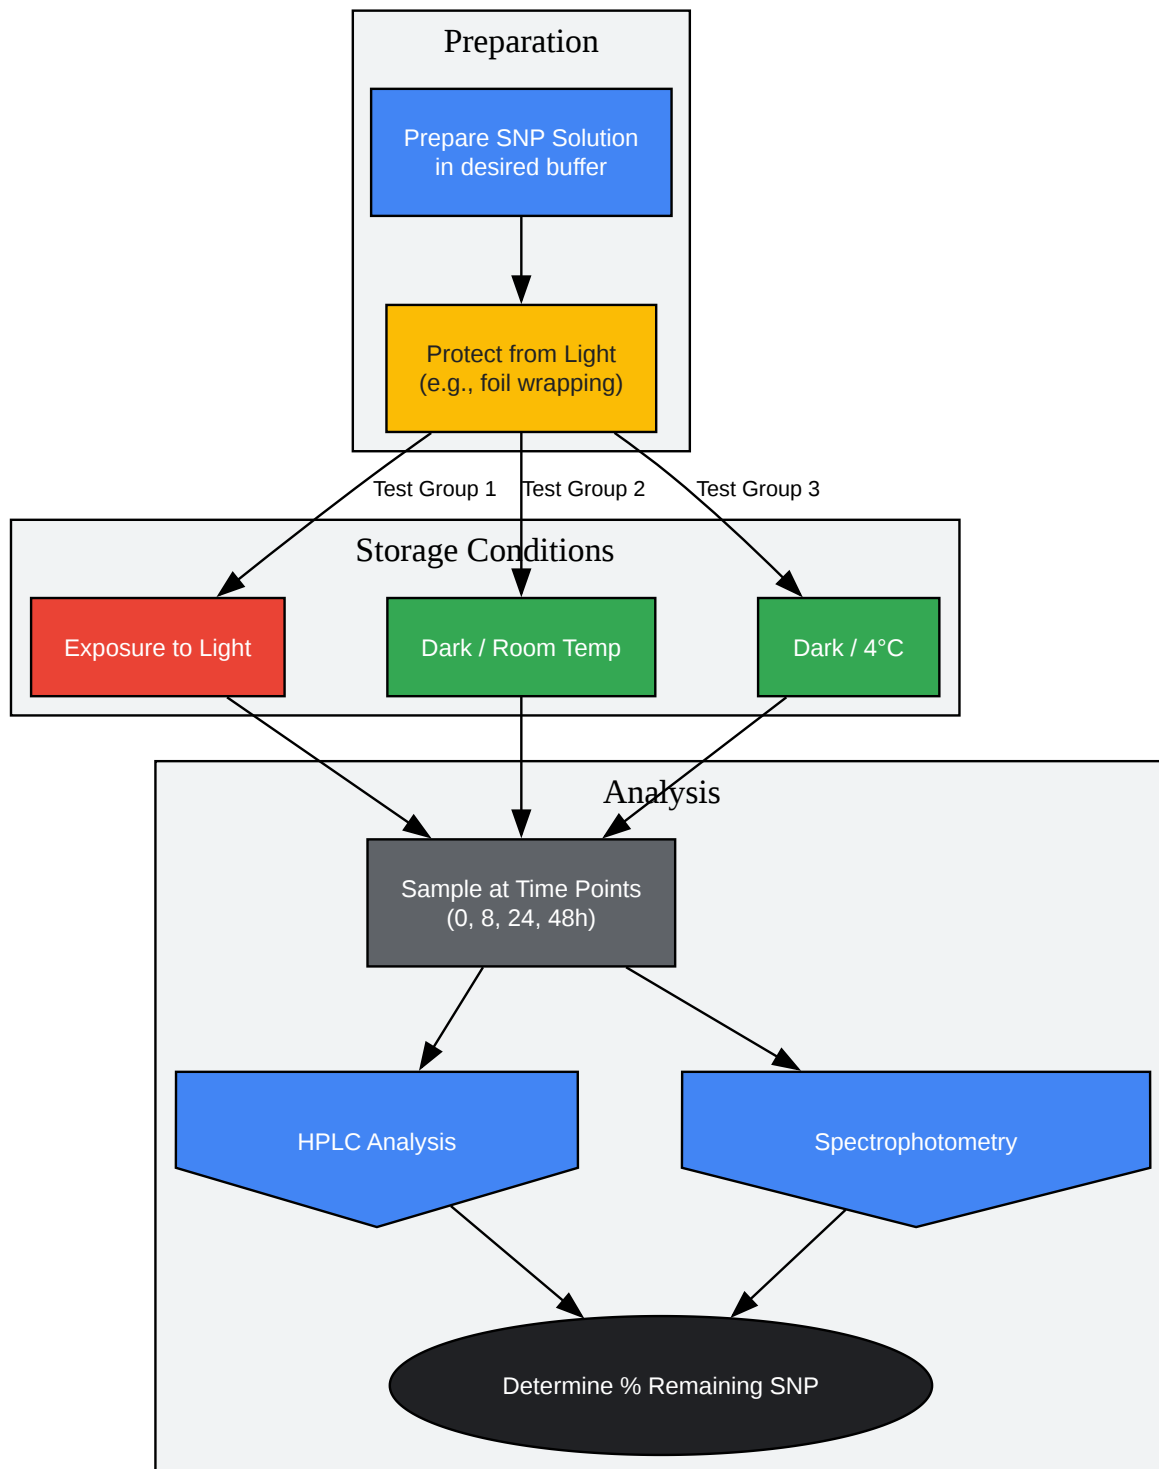 Preparation
Prepare SNP Solution
in desired buffer
Protect from Light
(e.g., foil wrapping)
Test Group 1
Test Group 2
Test Group 3
Storage Conditions
Exposure to Light
Dark / Room Temp
Dark / 4°C
Analysis
Sample at Time Points
(0, 8, 24, 48h)
HPLC Analysis
Spectrophotometry
Determine % Remaining SNP